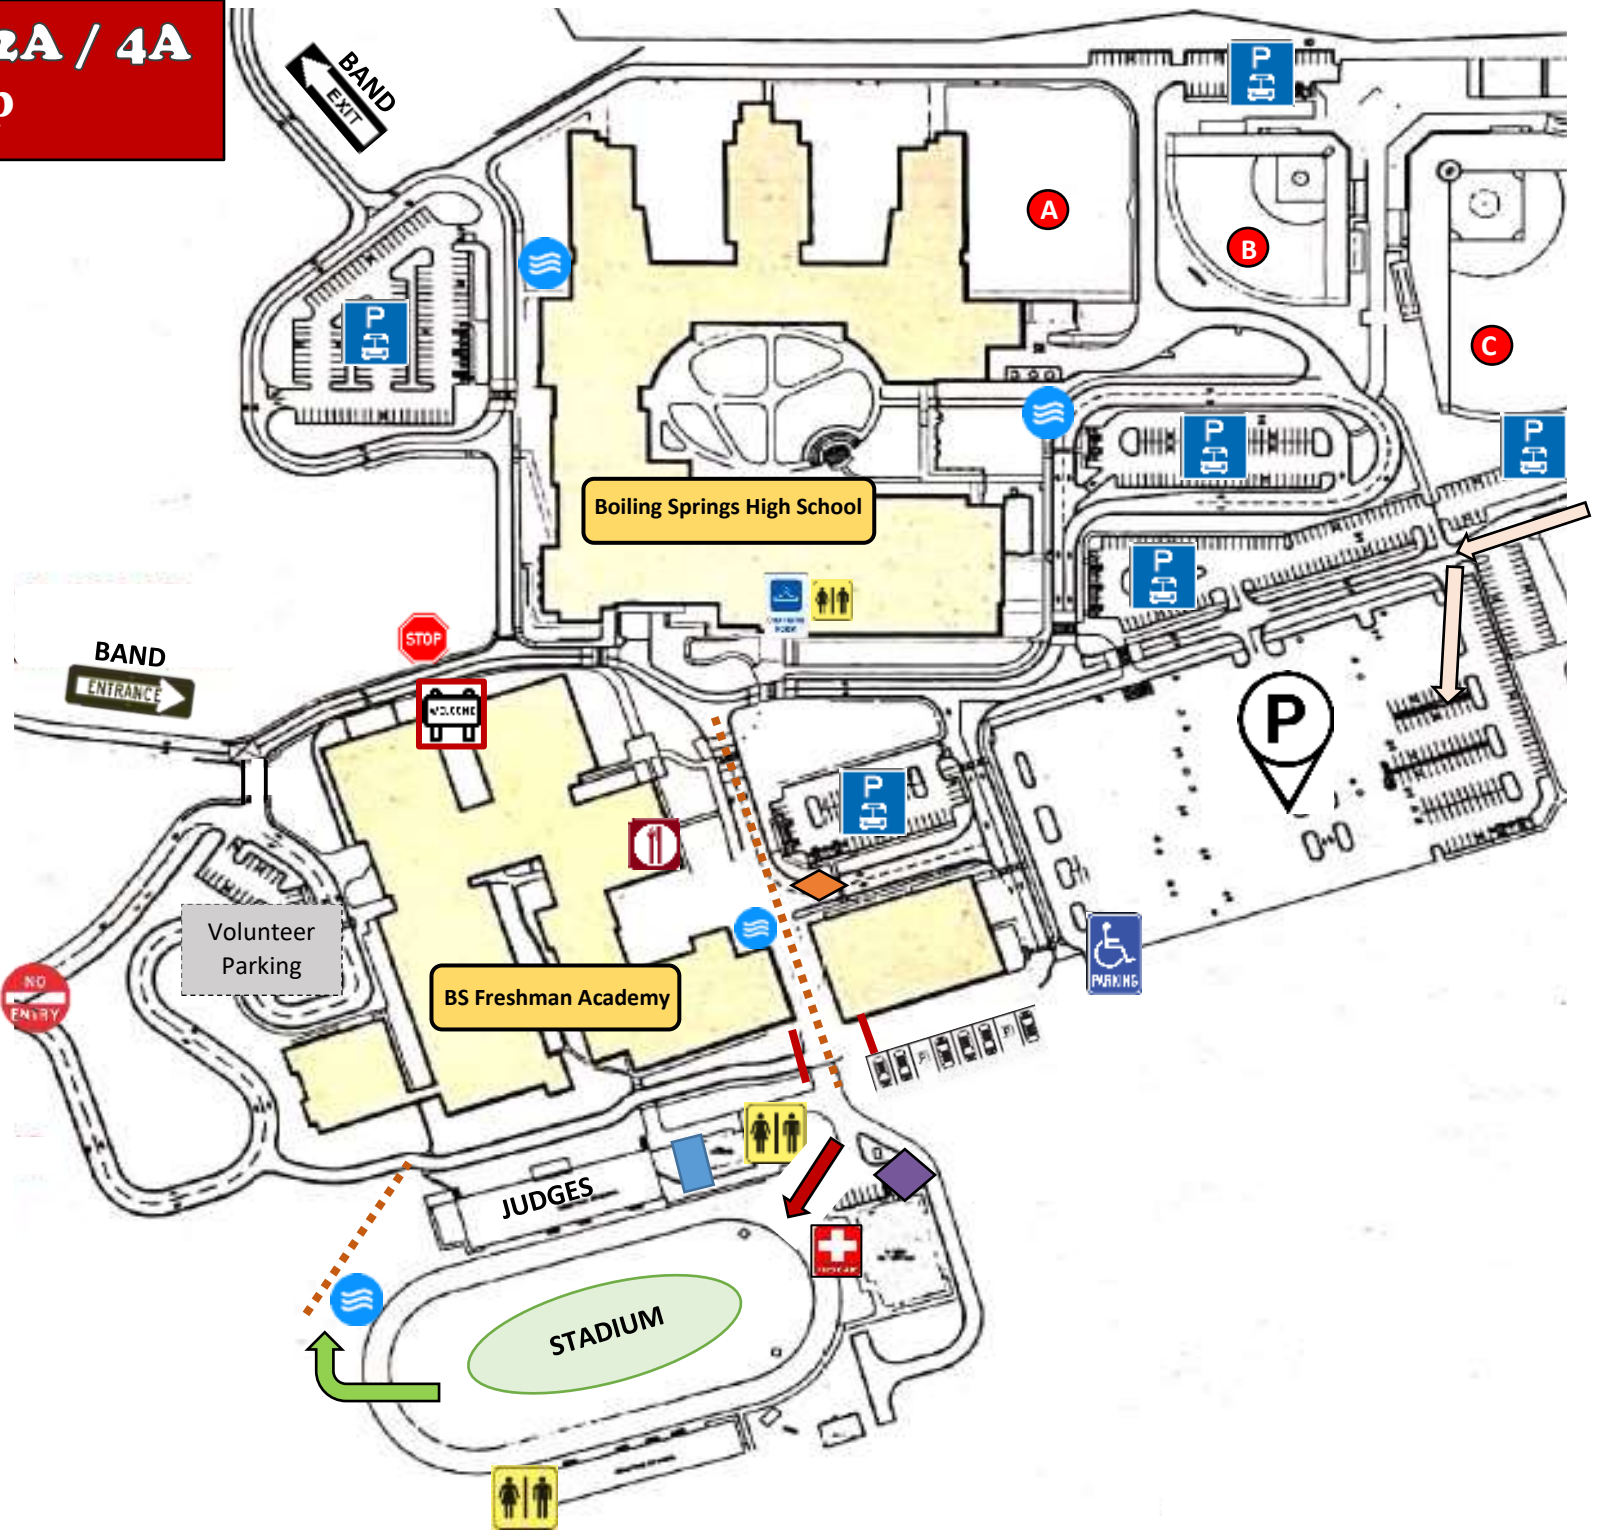 2A / 4A
p
BAND
EXIT
P
A
B
P
C
P
P
Boiling Springs High School
P
STOP
BAND
ENTRANCE
WELCOME
P
P
Volunteer
Parking
PARKING
NO
ENTRY
BS Freshman Academy
JUDGES
STADIUM